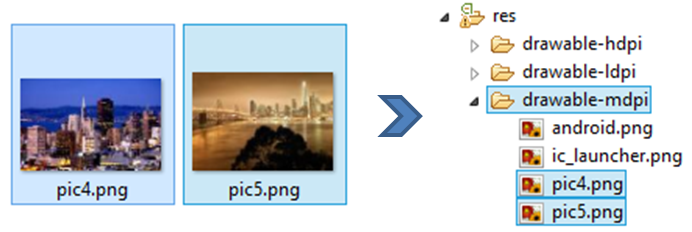 pic4.png
pic5.png
res
drawable-hdpi
drawable-ldpi
drawable-mdpi
android.png
ic_launcher.png
pic4.png
pic5.png